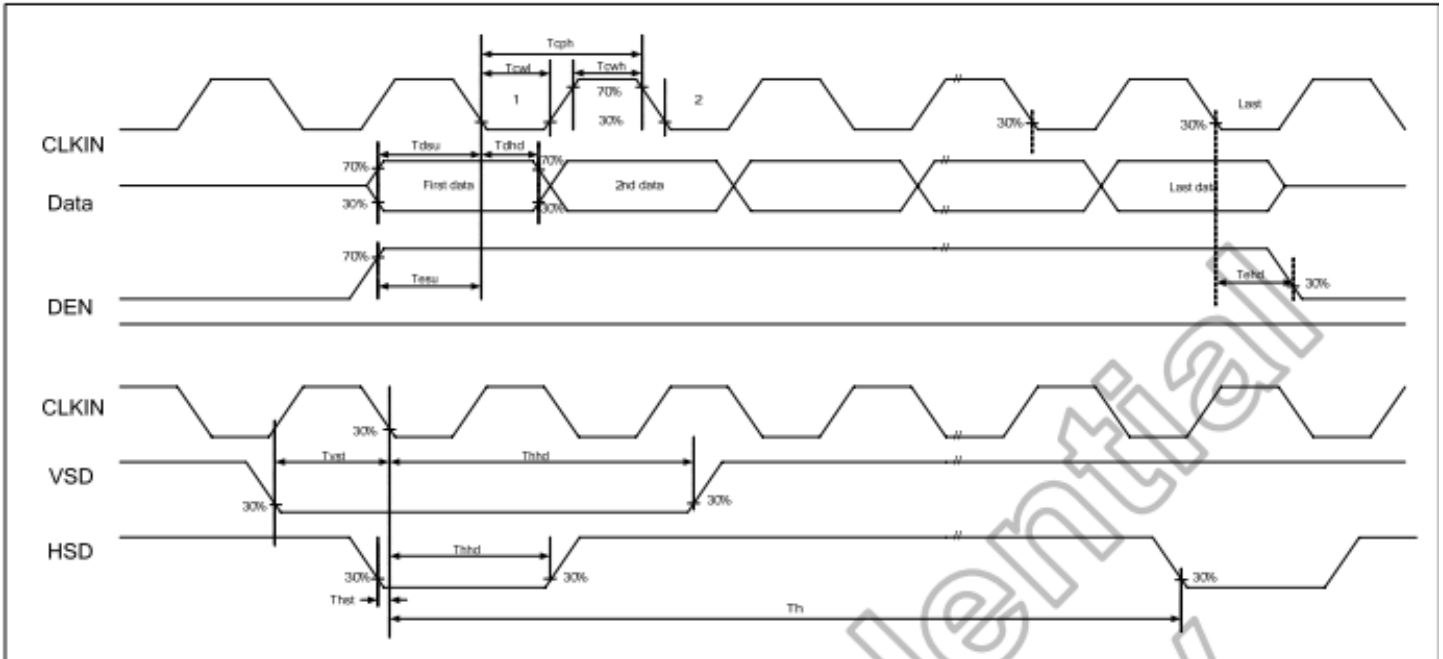 Tcph
Tcwl Tcwh
1 70% 2 Last
30% 30% 30%
CLKIN
Tdsu Tdhd
70% 70%
First data 2nd data Last data
Data
30% 30%
70%
Tesu Tehd 30%
DEN
CLKIN
30%
Tvst Thhd
VSD
30% 30%
HSD
Thhd
30% 30% 30%
Thst
Th